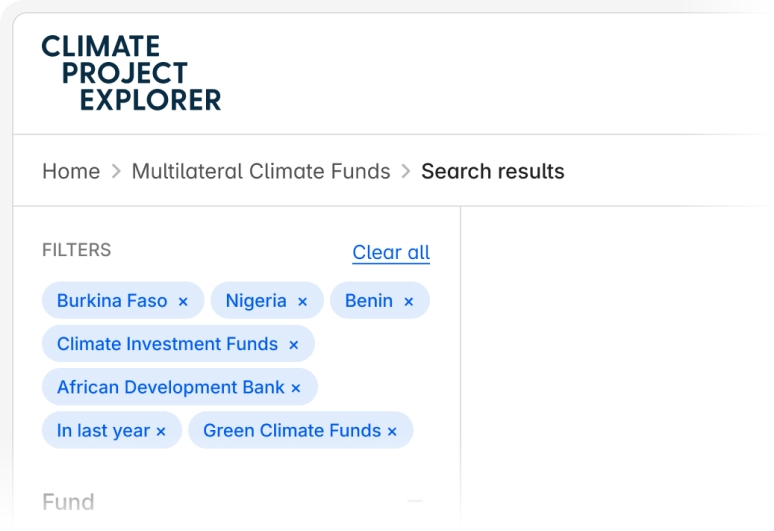 CLIMATE
PROJECT
EXPLORER
Home > Multilateral Climate Funds > Search results
FILTERS
Clear all
Burkina Faso × Nigeria × Benin ×
Climate Investment Funds ×
African Development Bank ×
In last year × Green Climate Funds ×
Fund